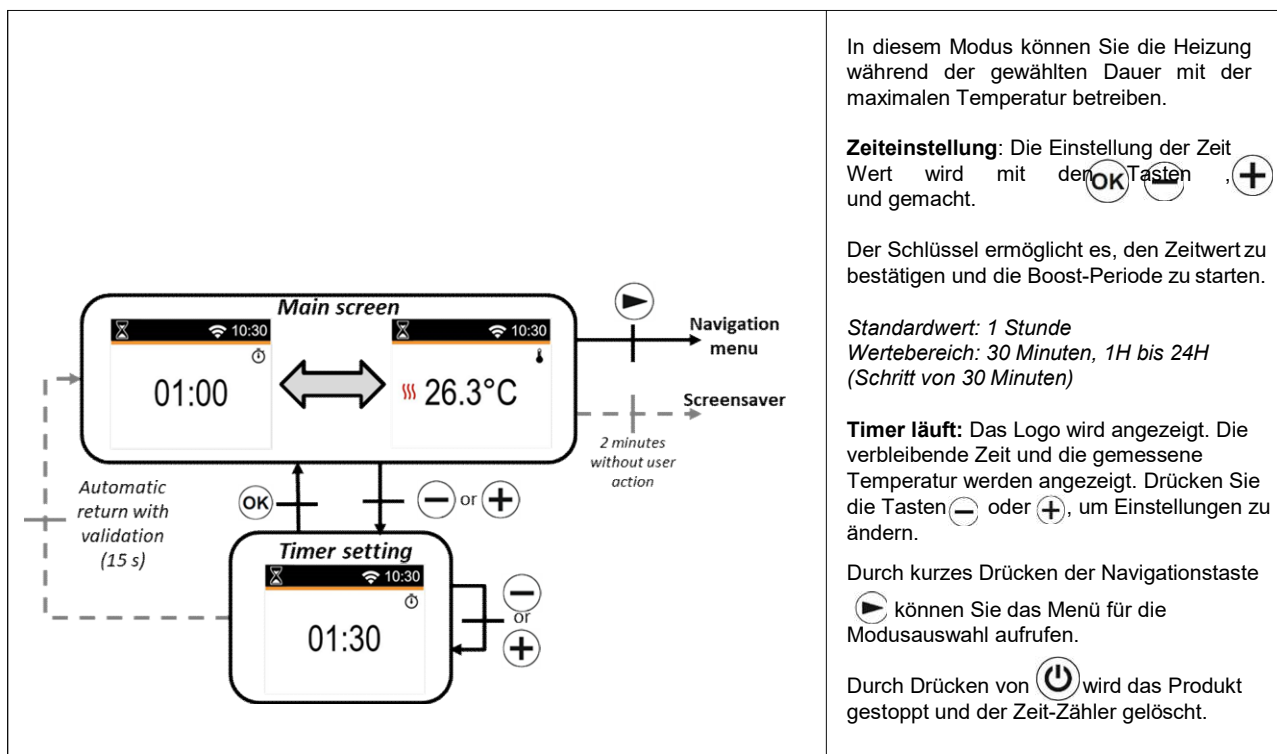 Main screen
10:30
01:00
10:30
26.3°C
Navigation
menu
Screensaver
2 minutes
without user
action
Automatic
return with
validation
(15 s)
OK
or
Timer setting
10:30
01:30
or
In diesem Modus können Sie die Heizung
während der gewählten Dauer mit der
maximalen Temperatur betreiben.
Zeiteinstellung: Die Einstellung der Zeit
Wert wird mit den OK Tasten ,
und gemacht.
Der Schlüssel ermöglicht es, den Zeitwert zu
bestätigen und die Boost-Periode zu starten.
Standardwert: 1 Stunde
Wertebereich: 30 Minuten, 1H bis 24H
(Schritt von 30 Minuten)
Timer läuft: Das Logo wird angezeigt. Die
verbleibende Zeit und die gemessene
Temperatur werden angezeigt. Drücken Sie
die Tasten oder , um Einstellungen zu
ändern.
Durch kurzes Drücken der Navigationstaste
können Sie das Menü für die
Modusauswahl aufrufen.
Durch Drücken von wird das Produkt
gestoppt und der Zeit-Zähler gelöscht.